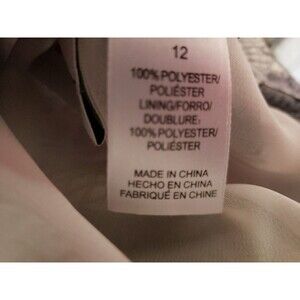 12
100% POLYESTER/
POLIÉSTER
LINING/FORRO/
DOUBLURE:
100% POLYESTER/
POLIÉSTER
MADE IN CHINA
HECHO EN CHINA
FABRIQUÉ EN CHINE